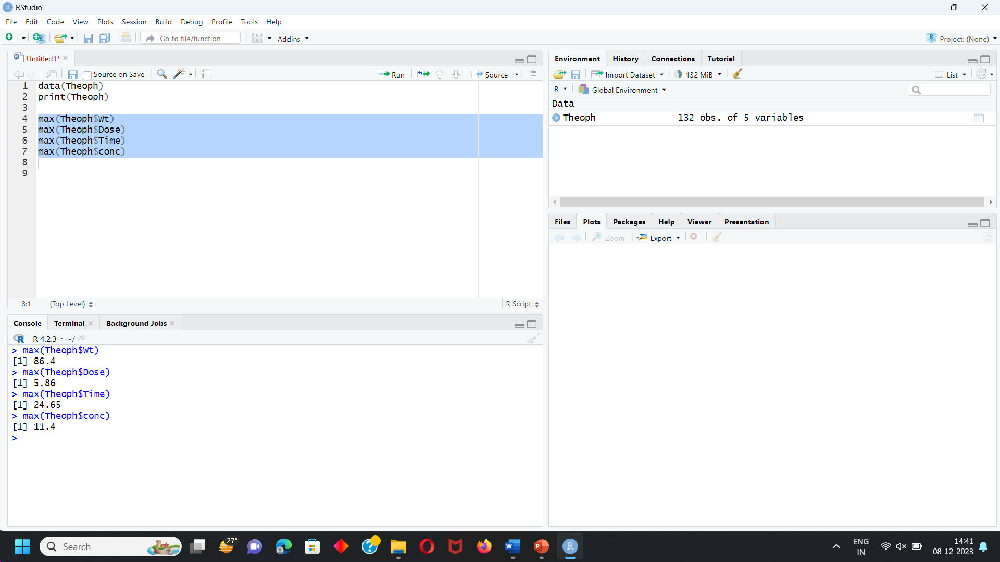 RStudio
File Edit Code View Plots Session Build Debug Profile Tools Help
Go to file/function Addins Project: (None)
Untitled1*
Source on Save Run Source
1 data(Theoph)
2 print(Theoph)
3
4 max(Theoph$Wt)
5 max(Theoph$Dose)
6 max(Theoph$Time)
7 max(Theoph$conc)
8
9
8:1 (Top Level) R Script
Console Terminal Background Jobs
R 4.2.3 · ~/
> max(Theoph$Wt)
[1] 86.4
> max(Theoph$Dose)
[1] 5.86
> max(Theoph$Time)
[1] 24.65
> max(Theoph$conc)
[1] 11.4
>
Environment History Connections Tutorial
Import Dataset 132 MiB List
R Global Environment
Data
Theoph 132 obs. of 5 variables
Files Plots Packages Help Viewer Presentation
Zoom Export
Search 27° ENG 14:41
IN 08-12-2023